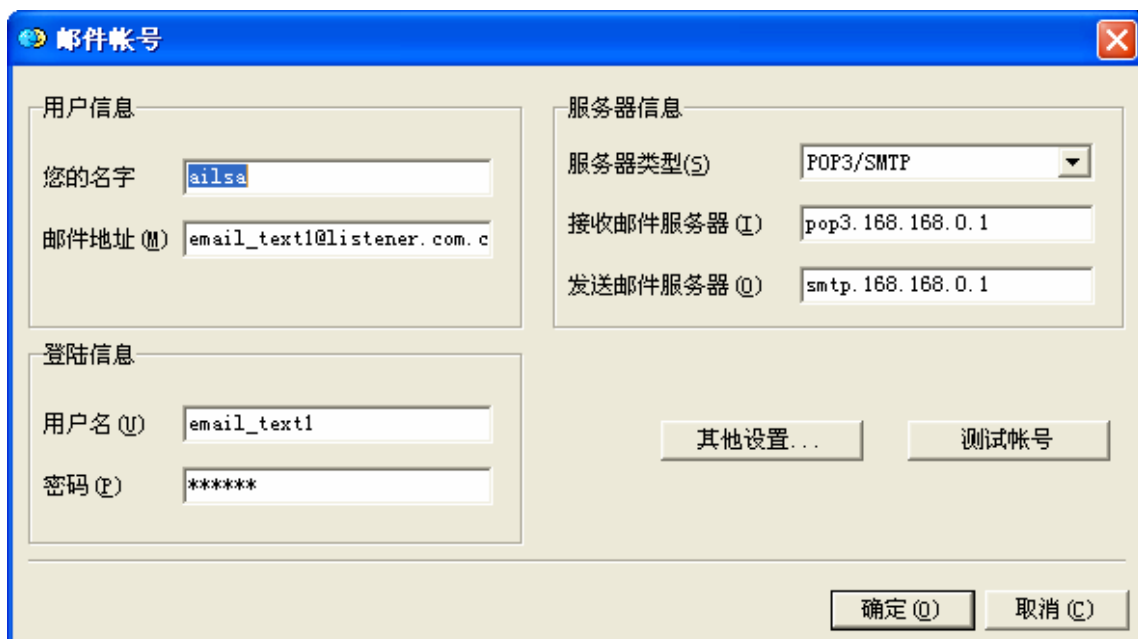 邮件帐号
用户信息
您的名字 ailsa
邮件地址(M) email_text1@listener.com.c
服务器信息
服务器类型(S) POP3/SMTP
接收邮件服务器(I) pop3.168.168.0.1
发送邮件服务器(O) smtp.168.168.0.1
登陆信息
用户名(U) email_text1
密码(P) ******
其他设置... 测试帐号
确定(O) 取消(C)